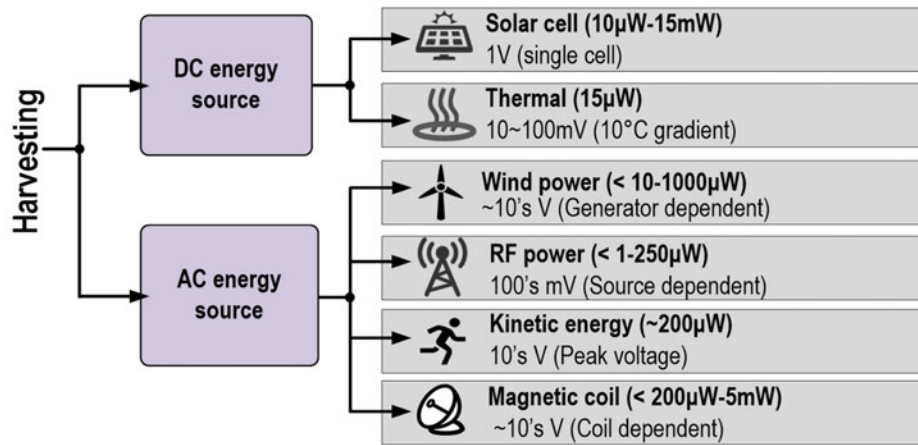 Harvesting
DC energy
source
Solar cell (10µW-15mW)
1V (single cell)
Thermal (15µW)
10~100mV (10°C gradient)
AC energy
source
Wind power (< 10-1000µW)
~10's V (Generator dependent)
RF power (< 1-250µW)
100's mV (Source dependent)
Kinetic energy (~200µW)
10's V (Peak voltage)
Magnetic coil (< 200µW-5mW)
~10's V (Coil dependent)